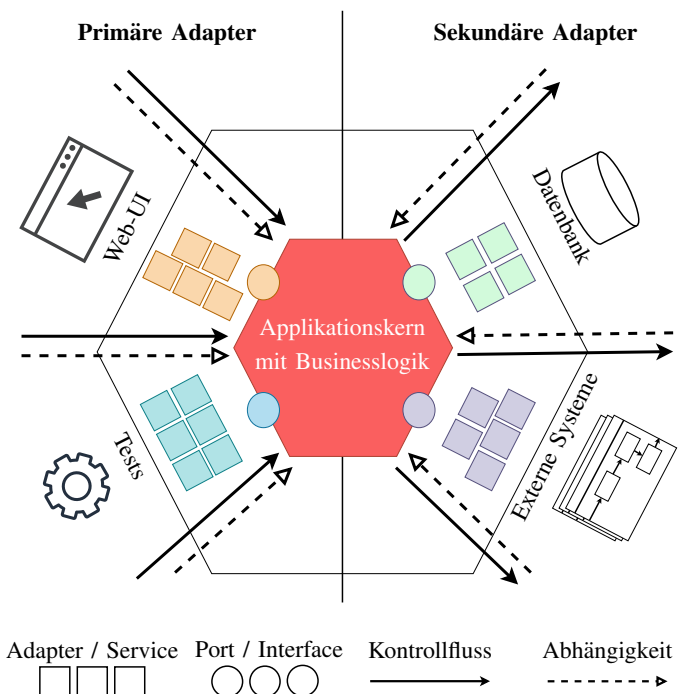 Primäre Adapter
Sekundäre Adapter
Web-UI
Datenbank
Applikationskern
mit Businesslogik
Tests
Externe Systeme
Adapter / Service
Port / Interface
Kontrollfluss
Abhängigkeit